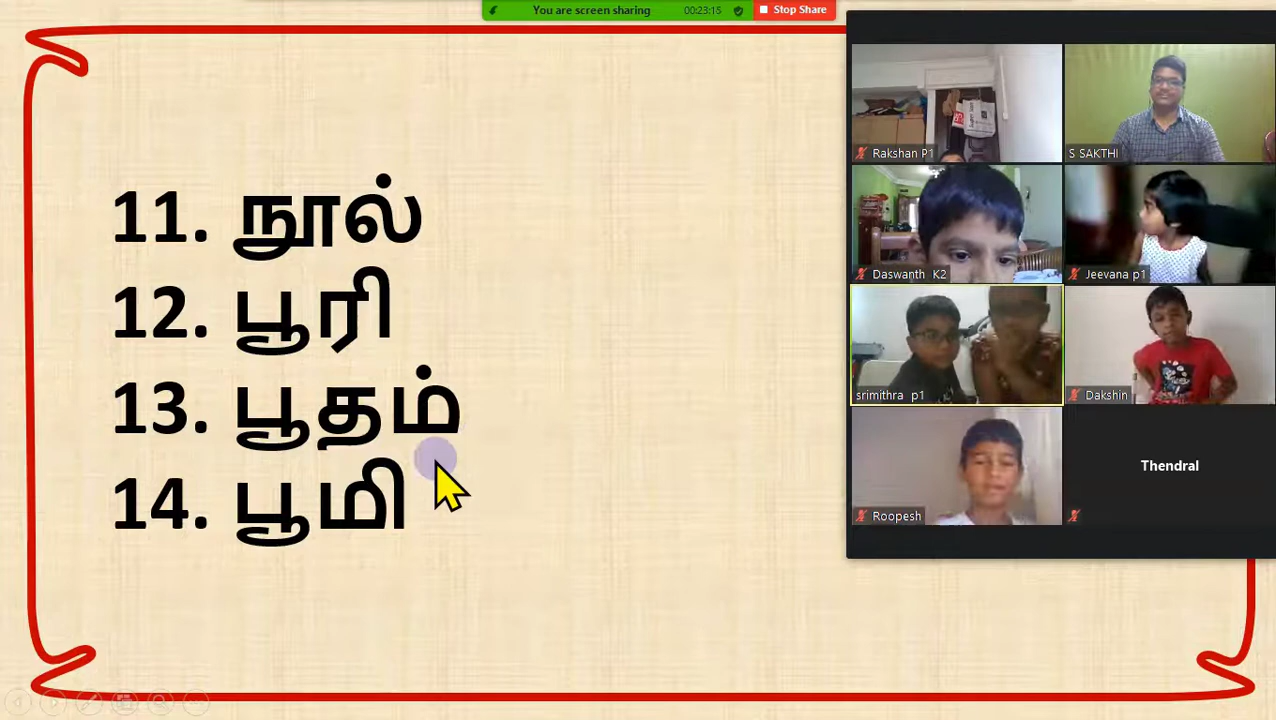 You are screen sharing 00:23:15 Stop Share
11. நூல்
12. பூரி
13. பூதம்
14. பூமி
Rakshan P1
S SAKTHI
Daswanth K2
Jeevana p1
srimithra p1
Dakshin
Roopesh
Thendral